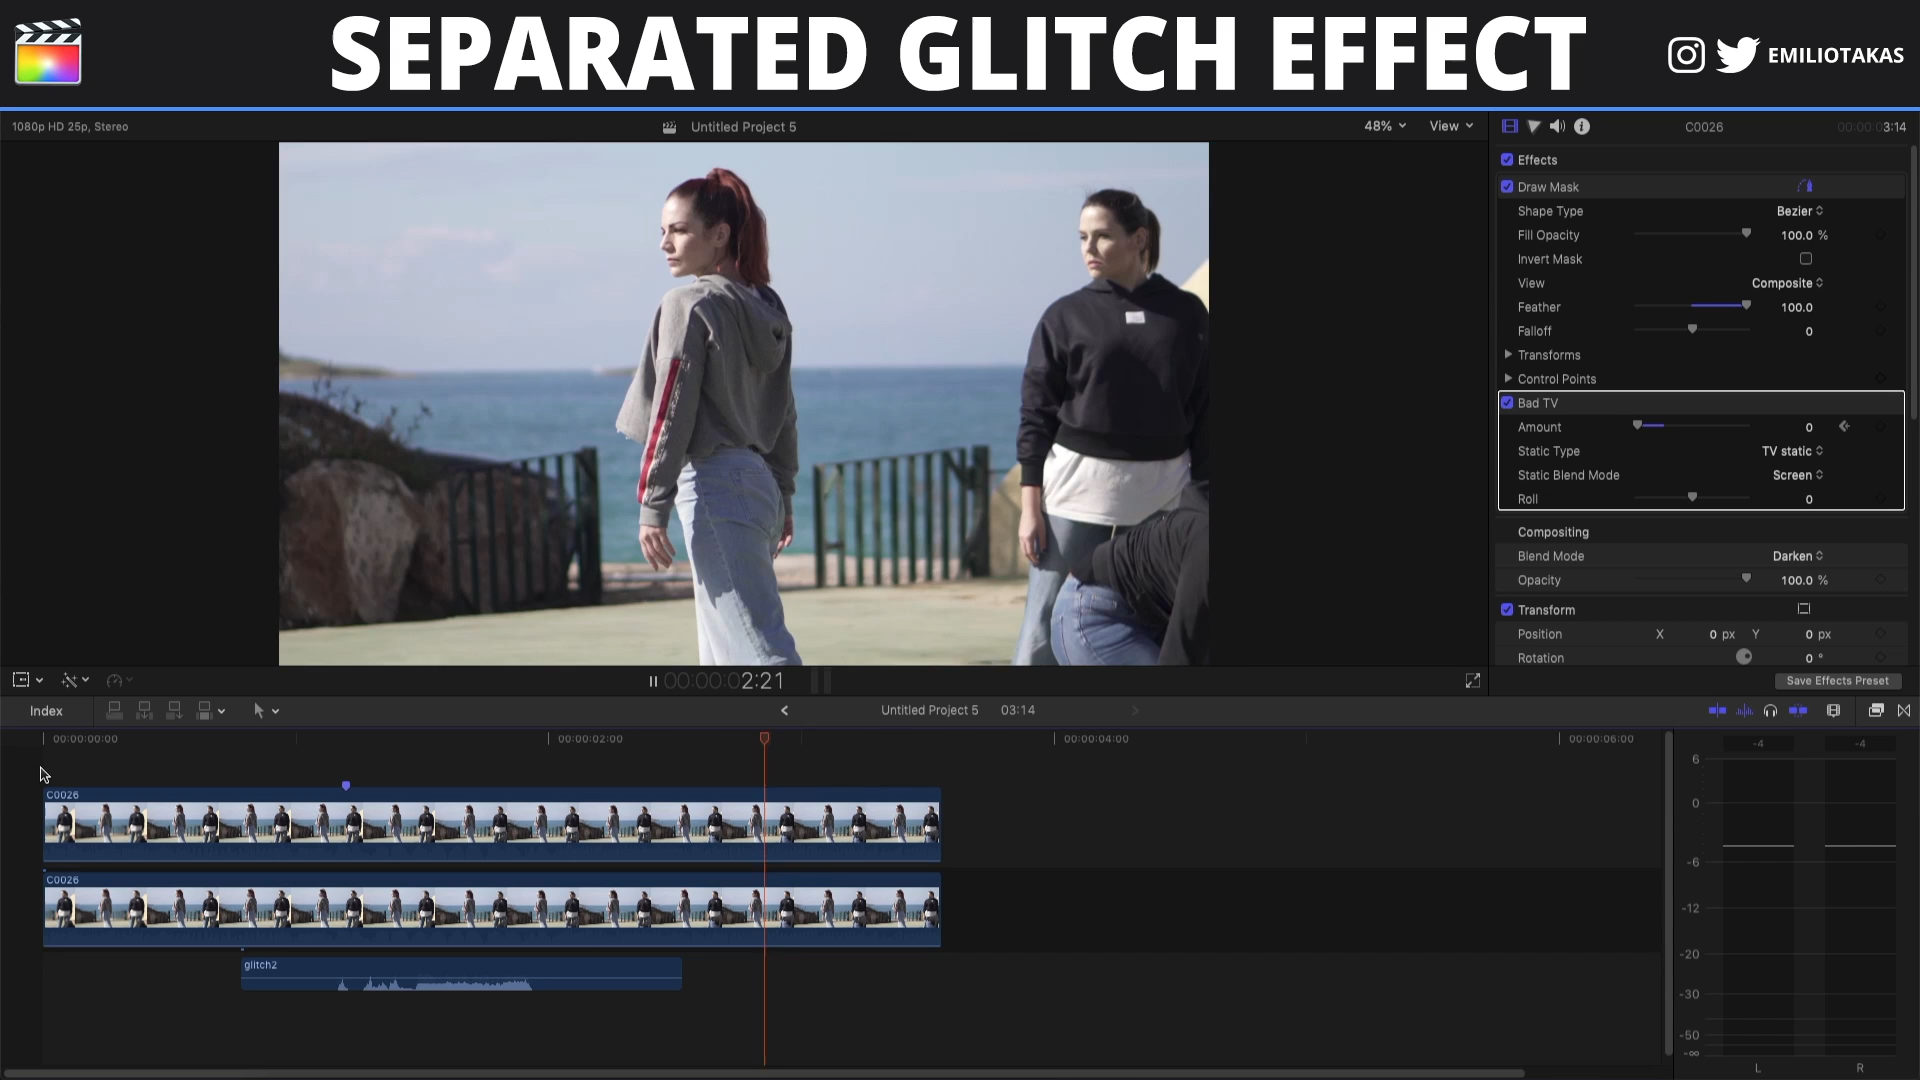 SEPARATED GLITCH EFFECT
EMILIOTAKAS
1080p HD 25p, Stereo
Untitled Project 5
48%
View
C0026
00:00:03:14
Effects
Draw Mask
Shape Type
Bezier
Fill Opacity
100.0 %
Invert Mask
View
Composite
Feather
100.0
Falloff
0
Transforms
Control Points
Bad TV
Amount
0
Static Type
TV static
Static Blend Mode
Screen
Roll
0
Compositing
Blend Mode
Darken
Opacity
100.0 %
Transform
Position
X 0 px Y 0 px
Rotation
0 °
Save Effects Preset
00:00:02:21
Index
Untitled Project 5
03:14
00:00:00:00
00:00:02:00
00:00:04:00
00:00:06:00
C0026
C0026
glitch2
-4
-4
6
0
-6
-12
-20
-30
-50
-∞
L
R